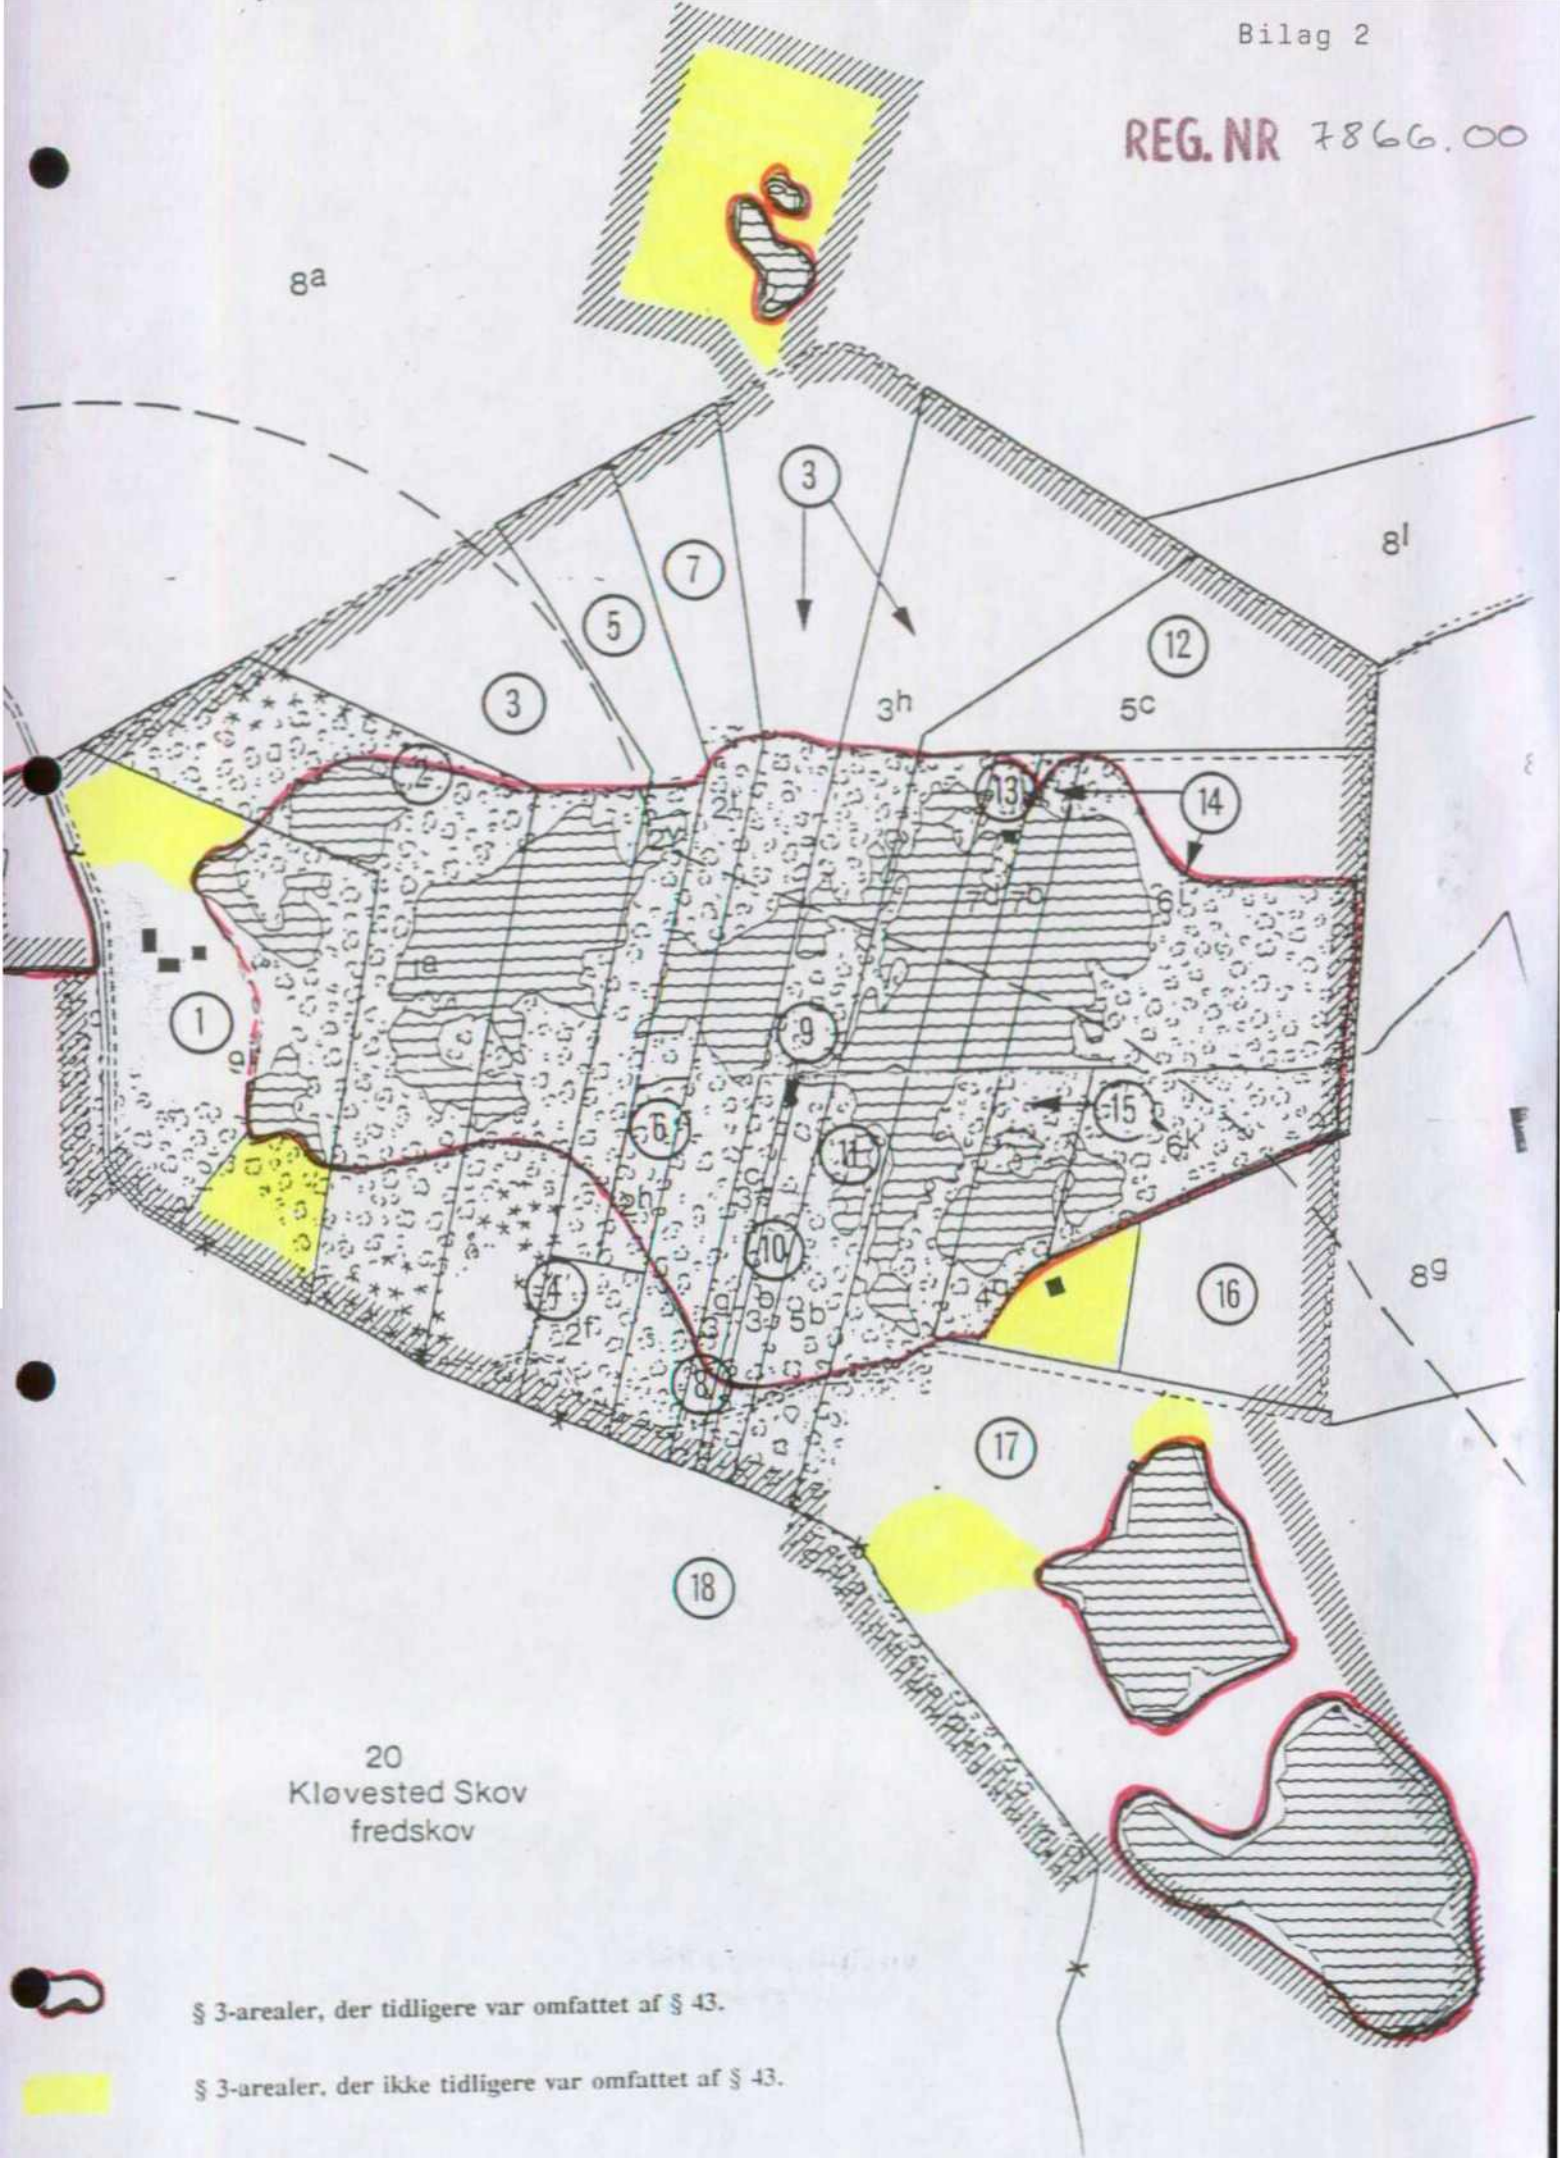 Bilag 2
REG. NR 7866.00
8a
3
8l
7
5
12
3
3h
5c
2
13
14
1a
9
1
6
15
11
6k
10
5b
4
2f
16
8g
8
17
18
20
Kløvested Skov
fredskov
§ 3-arealer, der tidligere var omfattet af § 43.
§ 3-arealer, der ikke tidligere var omfattet af § 43.